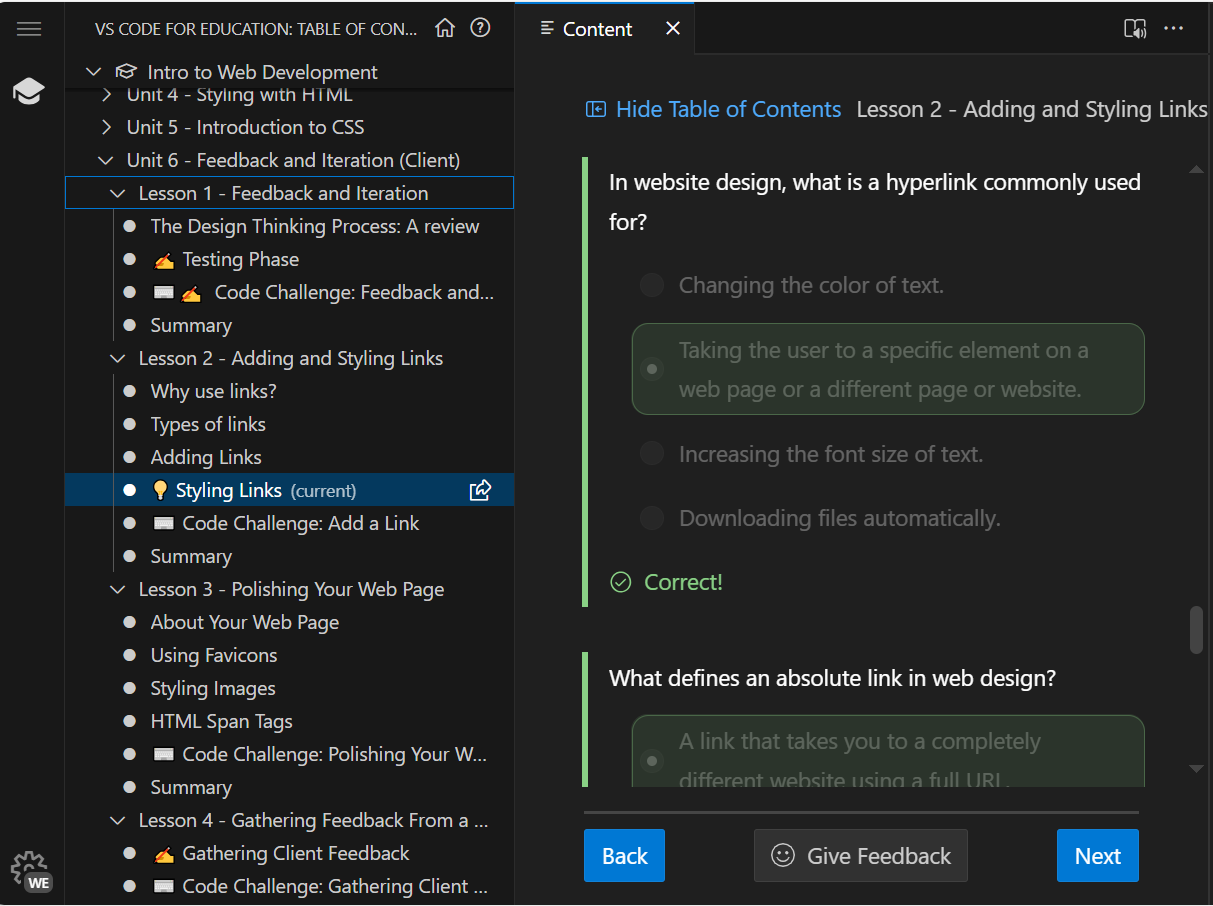 VS CODE FOR EDUCATION: TABLE OF CON...
Intro to Web Development
Unit 4 - Styling with HTML
Unit 5 - Introduction to CSS
Unit 6 - Feedback and Iteration (Client)
Lesson 1 - Feedback and Iteration
The Design Thinking Process: A review
✍️ Testing Phase
⌨️✍️ Code Challenge: Feedback and...
Summary
Lesson 2 - Adding and Styling Links
Why use links?
Types of links
Adding Links
💡 Styling Links (current)
⌨️ Code Challenge: Add a Link
Summary
Lesson 3 - Polishing Your Web Page
About Your Web Page
Using Favicons
Styling Images
HTML Span Tags
⌨️ Code Challenge: Polishing Your W...
Summary
Lesson 4 - Gathering Feedback From a ...
✍️ Gathering Client Feedback
⌨️ Code Challenge: Gathering Client ...
WE
Content
Hide Table of Contents Lesson 2 - Adding and Styling Links
In website design, what is a hyperlink commonly used
for?
Changing the color of text.
Taking the user to a specific element on a
web page or a different page or website.
Increasing the font size of text.
Downloading files automatically.
Correct!
What defines an absolute link in web design?
A link that takes you to a completely
different website using a full URL.
Back Give Feedback Next